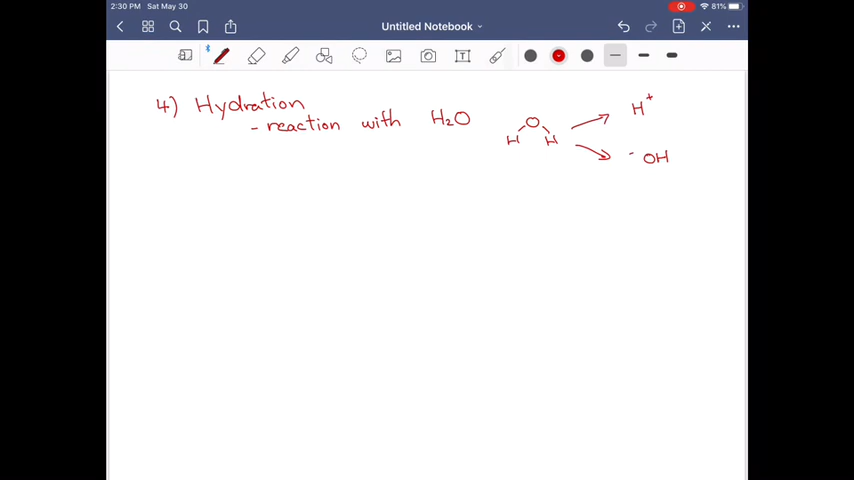 2:30 PM Sat May 30
81%
Untitled Notebook
4) Hydration
- reaction with H₂O
O
H H
H⁺
⁻OH